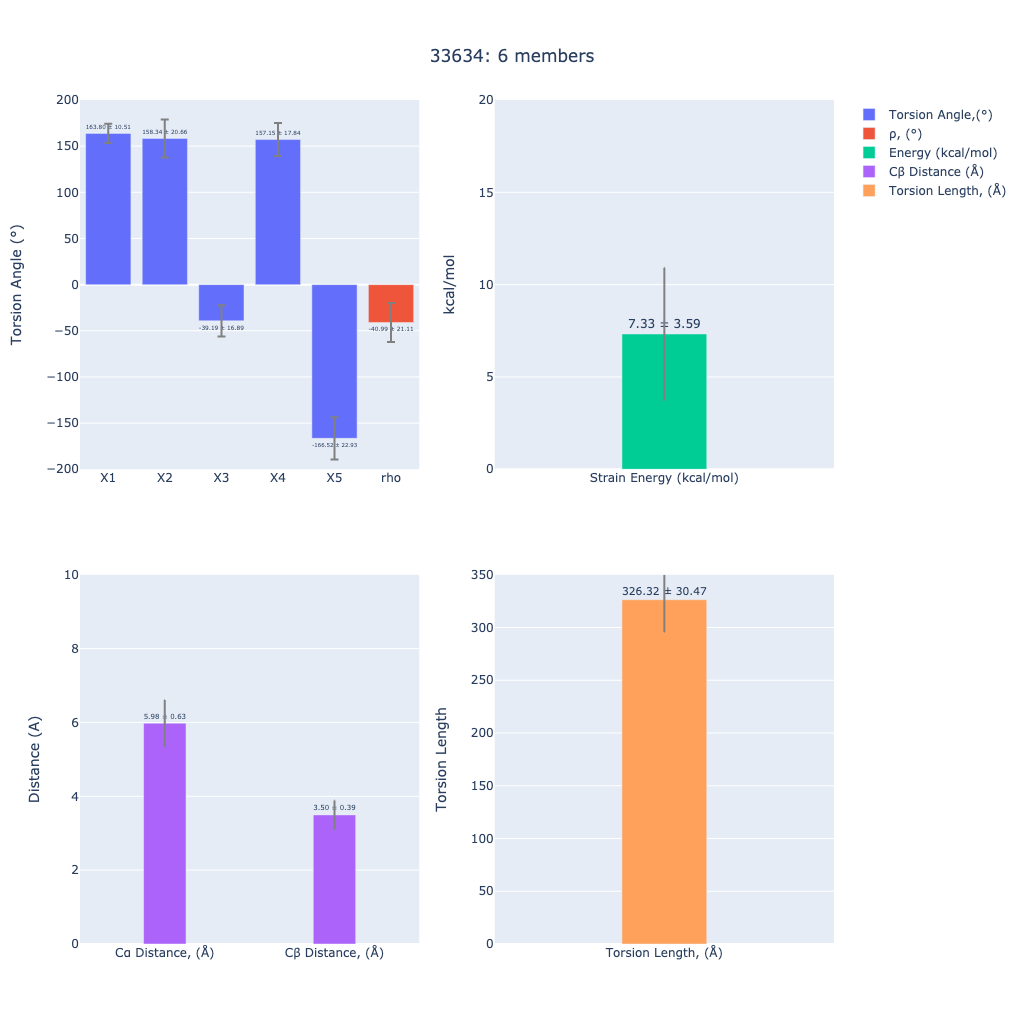 33634: 6 members
Torsion Angle,(°)
ρ, (°)
Energy (kcal/mol)
Cβ Distance (Å)
Torsion Length, (Å)
Torsion Angle (°)
200
150
100
50
0
−50
−100
−150
−200
163.80 ± 10.51
158.34 ± 20.66
-39.19 ± 16.89
157.15 ± 17.84
-166.52 ± 22.93
-40.99 ± 21.11
X1
X2
X3
X4
X5
rho
kcal/mol
20
15
10
5
0
7.33 ± 3.59
Strain Energy (kcal/mol)
Distance (A)
10
8
6
4
2
0
5.98 ± 0.63
3.50 ± 0.39
Cα Distance, (Å)
Cβ Distance, (Å)
Torsion Length
350
300
250
200
150
100
50
0
326.32 ± 30.47
Torsion Length, (Å)